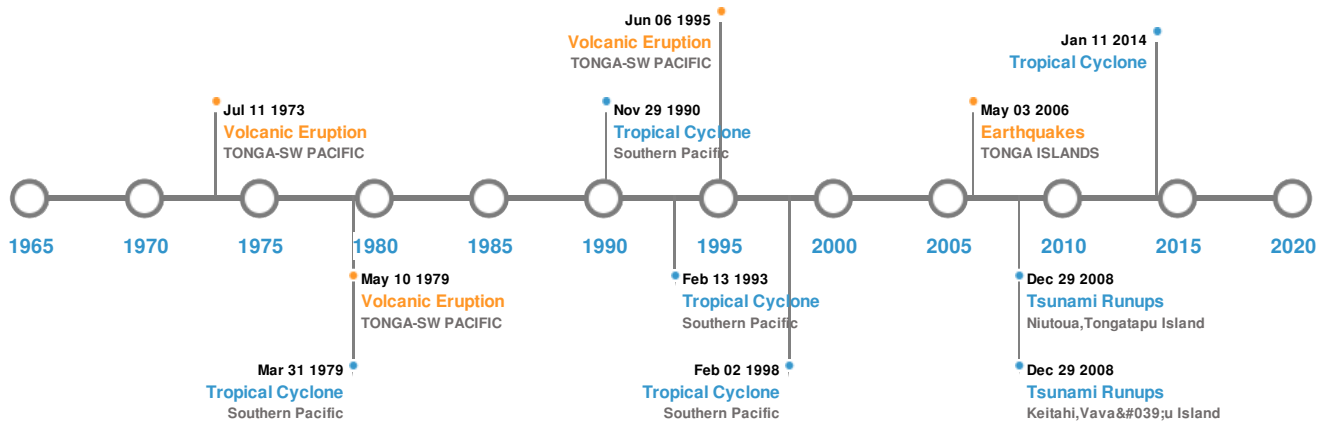 Jun 06 1995
Volcanic Eruption
TONGA-SW PACIFIC
Jan 11 2014
Tropical Cyclone
Jul 11 1973
Volcanic Eruption
TONGA-SW PACIFIC
Nov 29 1990
Tropical Cyclone
Southern Pacific
May 03 2006
Earthquakes
TONGA ISLANDS
1965 1970 1975 1980 1985 1990 1995 2000 2005 2010 2015 2020
May 10 1979
Volcanic Eruption
TONGA-SW PACIFIC
Feb 13 1993
Tropical Cyclone
Southern Pacific
Dec 29 2008
Tsunami Runups
Niutoua,Tongatapu Island
Mar 31 1979
Tropical Cyclone
Southern Pacific
Feb 02 1998
Tropical Cyclone
Southern Pacific
Dec 29 2008
Tsunami Runups
Keitahi,Vava&#039;u Island